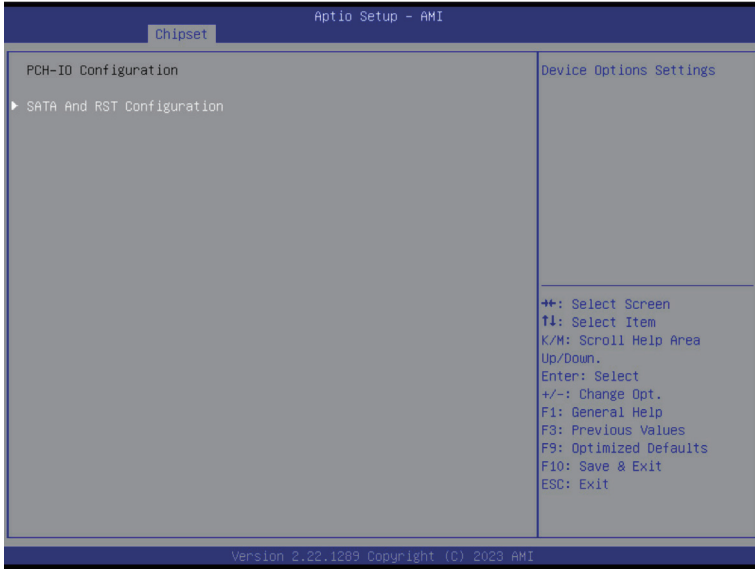 Aptio Setup - AMI
Chipset
PCH-IO Configuration
SATA And RST Configuration
Device Options Settings
→←: Select Screen
↑↓: Select Item
K/M: Scroll Help Area
Up/Down.
Enter: Select
+/-: Change Opt.
F1: General Help
F3: Previous Values
F9: Optimized Defaults
F10: Save & Exit
ESC: Exit
Version 2.22.1289 Copyright (C) 2023 AMI